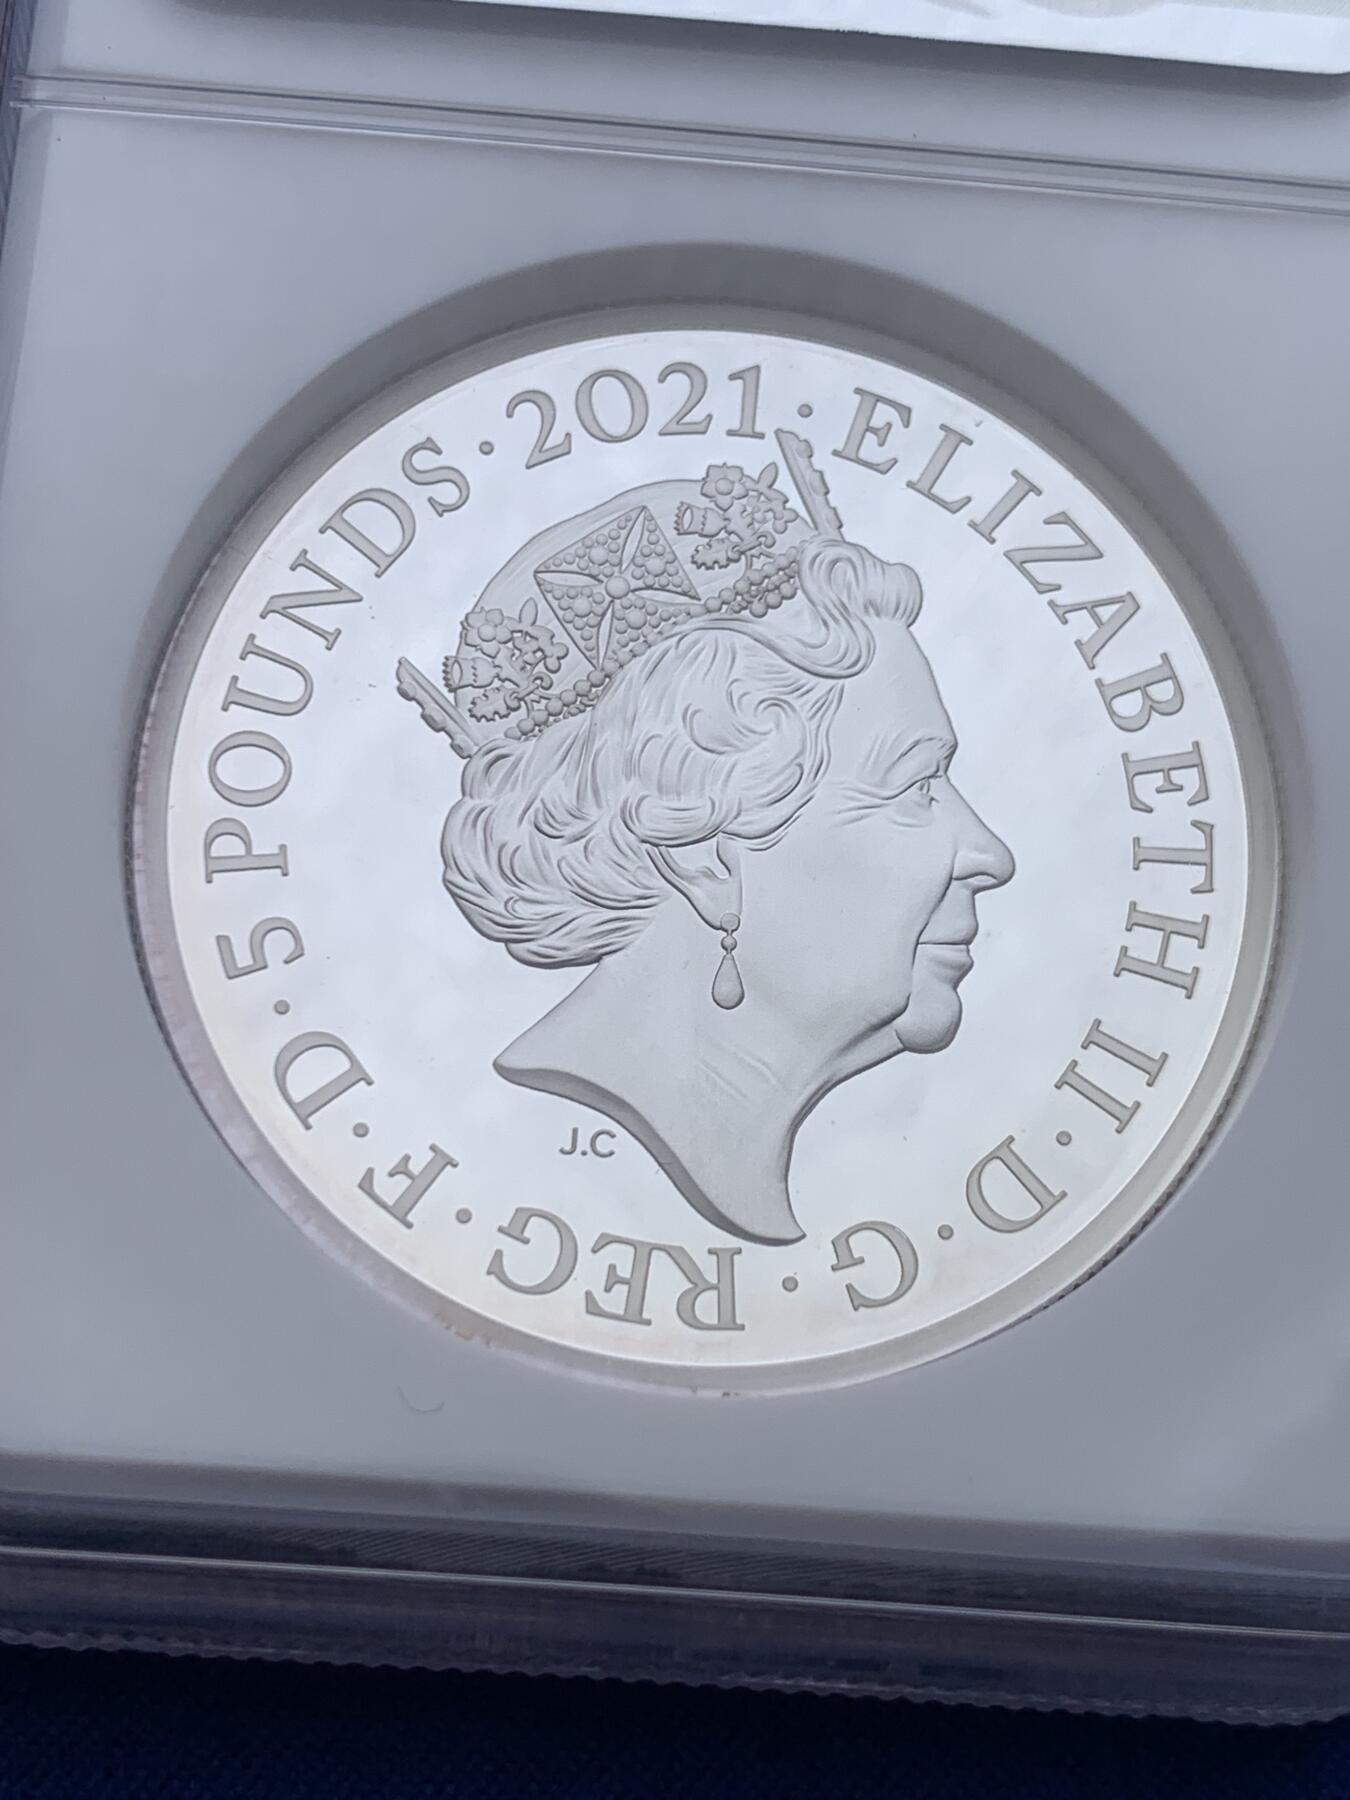 ELIZABETH II · D · G · REG · F · D · 5 POUNDS · 2021 ·
J.C